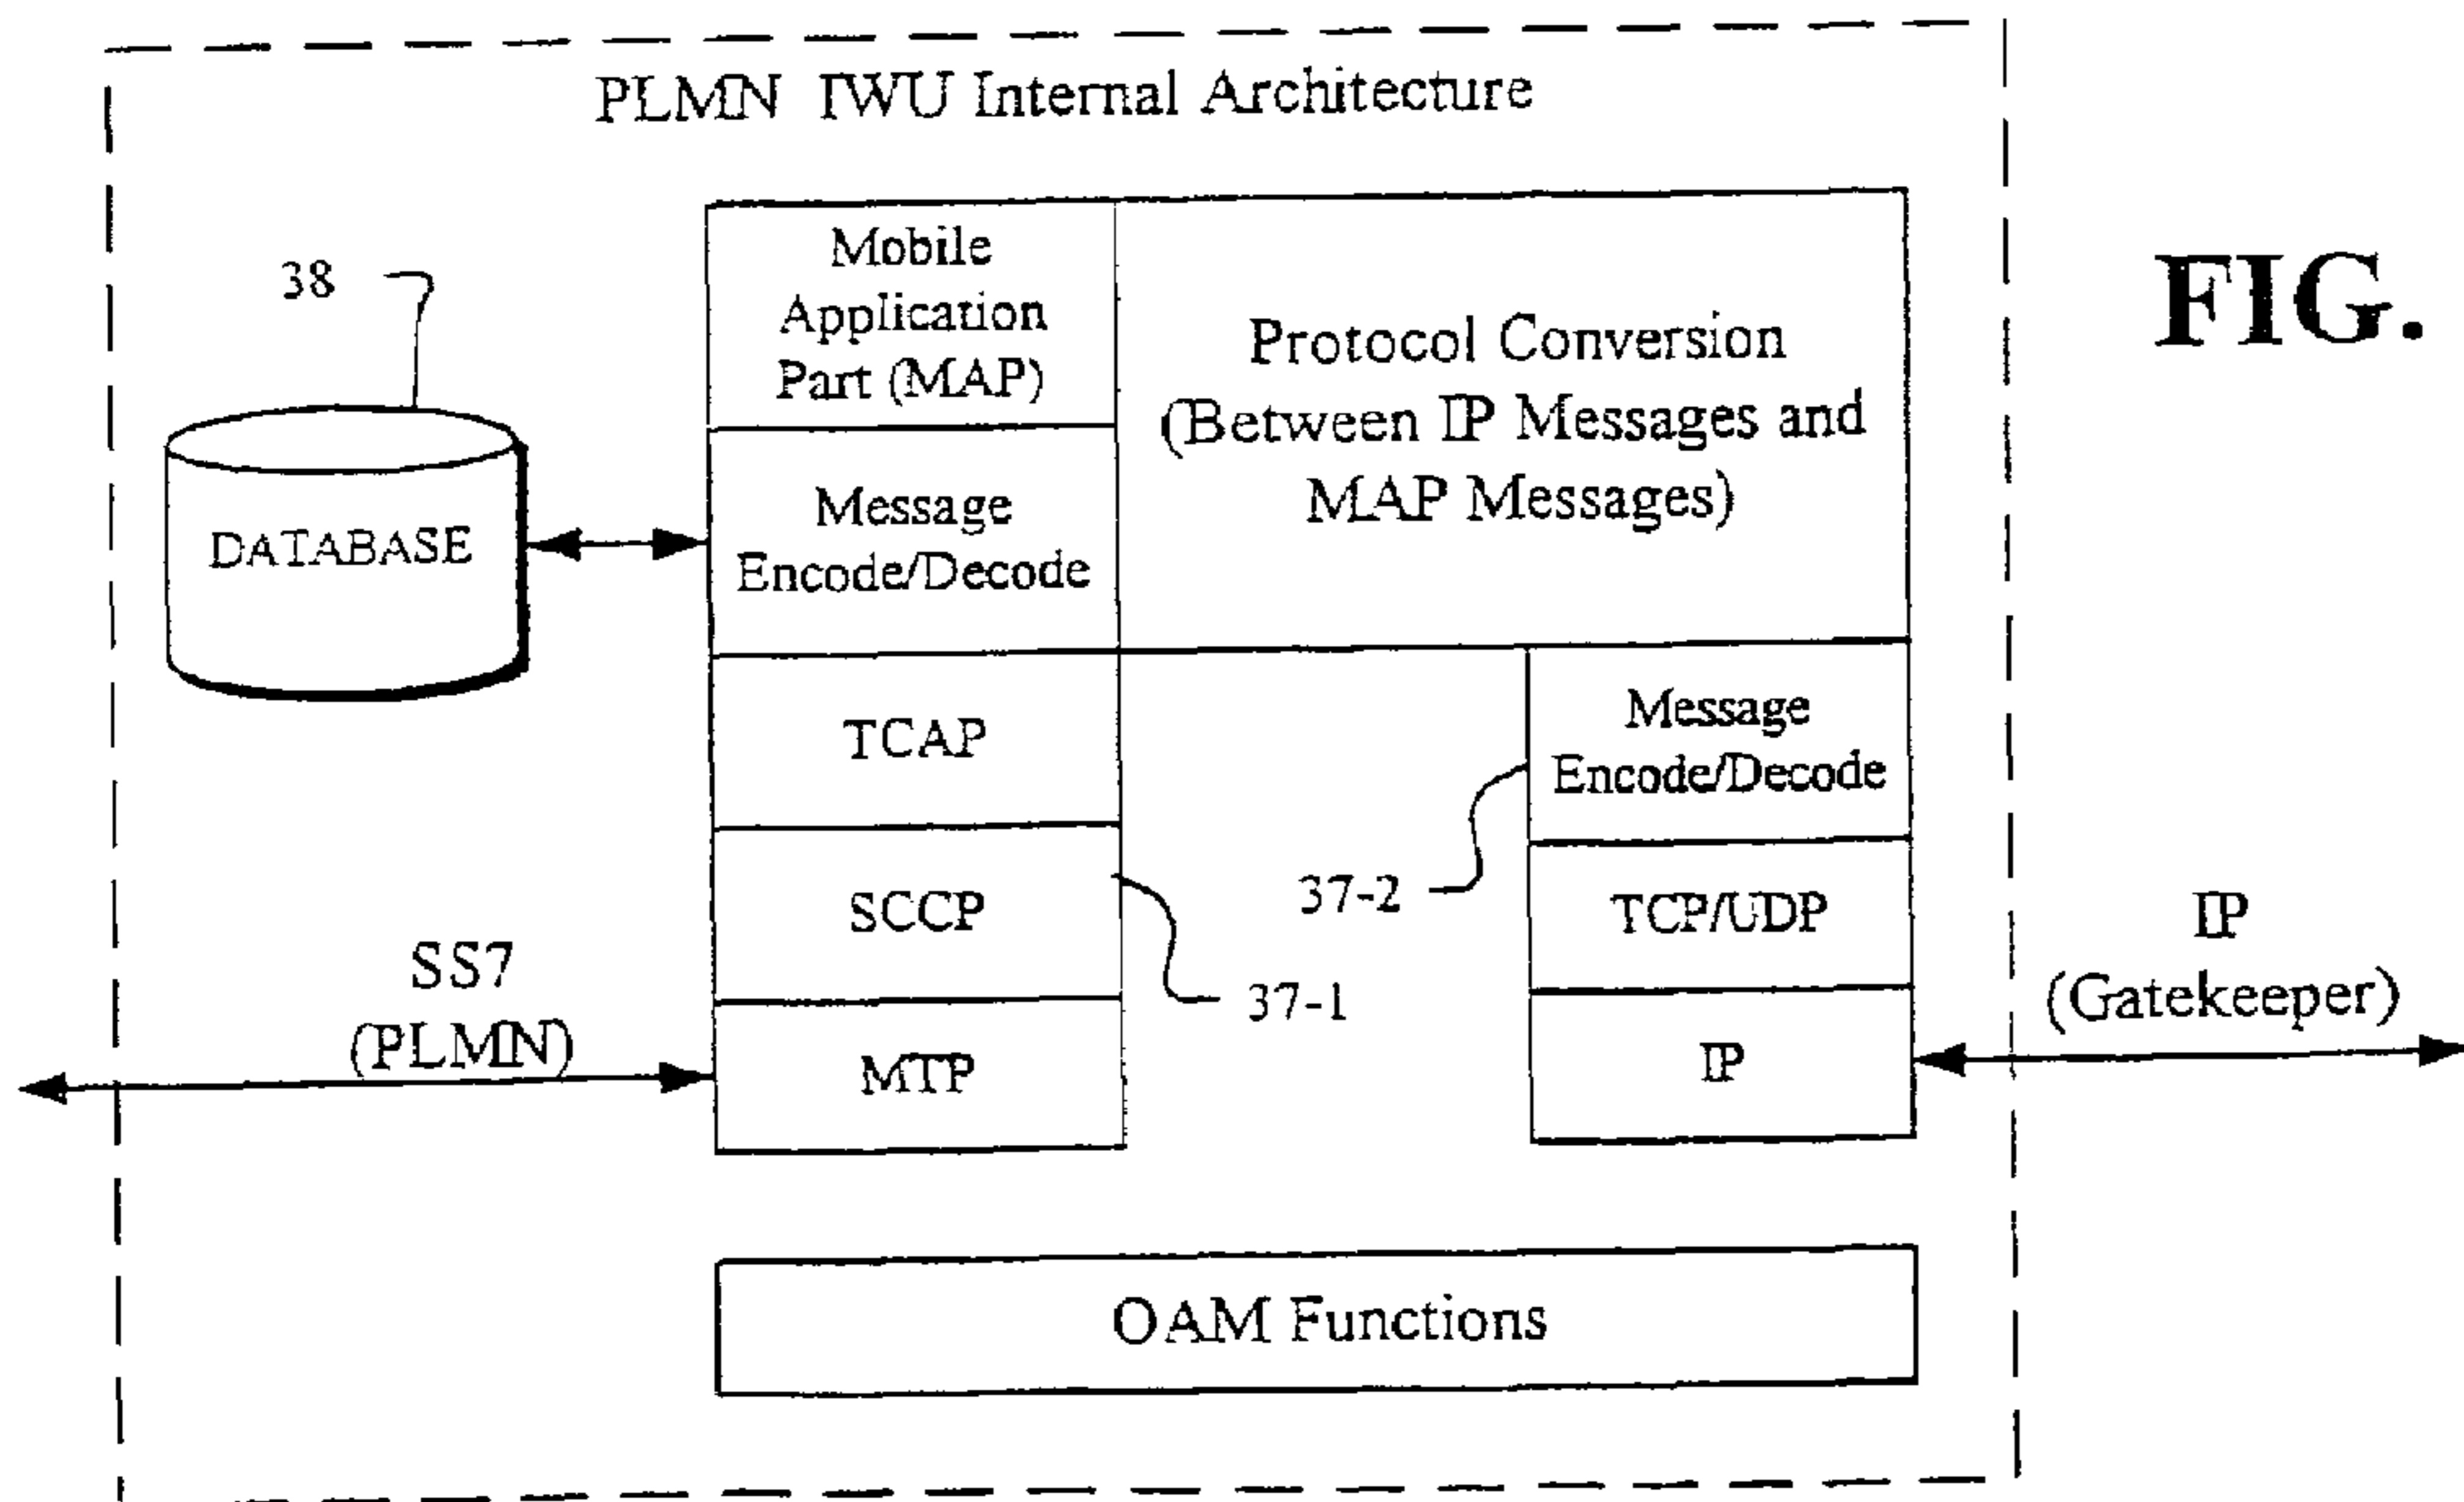 PLMN IWU Internal Architecture
FIG.
38
Mobile
Application
Part (MAP)
Protocol Conversion
(Between IP Messages and
MAP Messages)
DATABASE
Message
Encode/Decode
TCAP
Message
Encode/Decode
37-2
SCCP
TCP/UDP
37-1
SS7
(PLMN)
MTP
IP
IP
(Gatekeeper)
OAM Functions